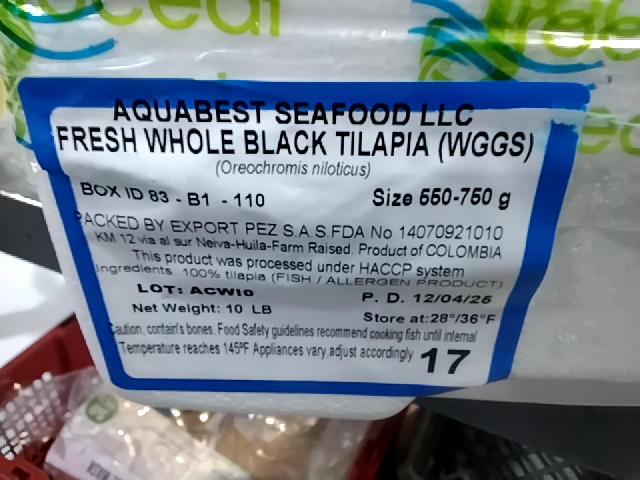 AQUABEST SEAFOOD LLC
FRESH WHOLE BLACK TILAPIA (WGGS)
(Oreochromis niloticus)
BOX ID 83 - B1 - 110
Size 550-750 g
PACKED BY EXPORT PEZ S.A.S.FDA No 14070921010
KM 12 via al sur Neiva-Huila-Farm Raised. Product of COLOMBIA
This product was processed under HACCP system
Ingredients 100% tilapia (FISH / ALLERGEN PRODUCT)
LOT: ACW10
P. D. 12/04/25
Net Weight: 10 LB
Store at:28°/36°F
Caution, contain's bones. Food Safety guidelines recommend cooking fish until internal
Temperature reaches 145ºF Appliances vary,adjust accordingly
17